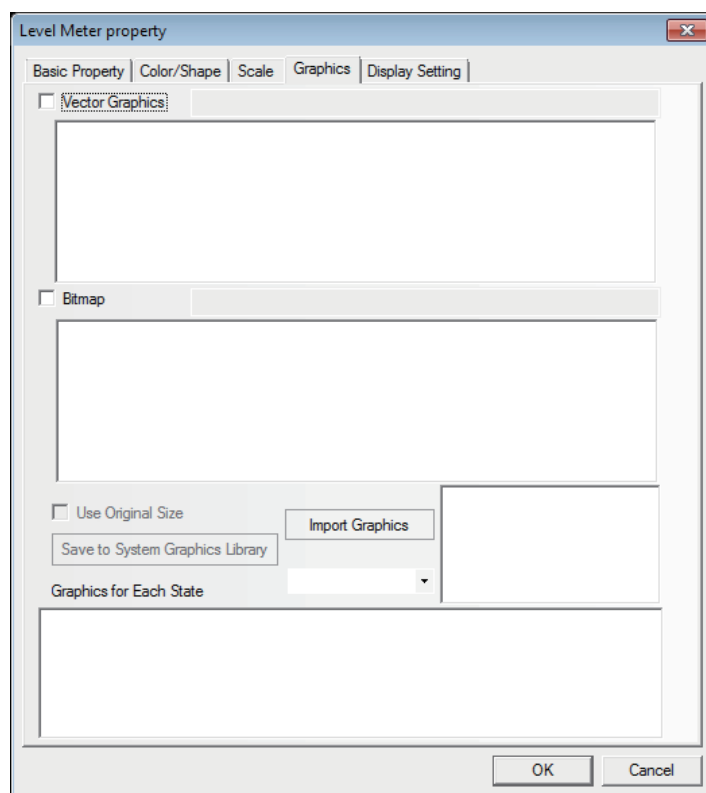 Level Meter property
Basic Property Color/Shape Scale Graphics Display Setting
Vector Graphics
Bitmap
Use Original Size
Import Graphics
Save to System Graphics Library
Graphics for Each State
OK Cancel